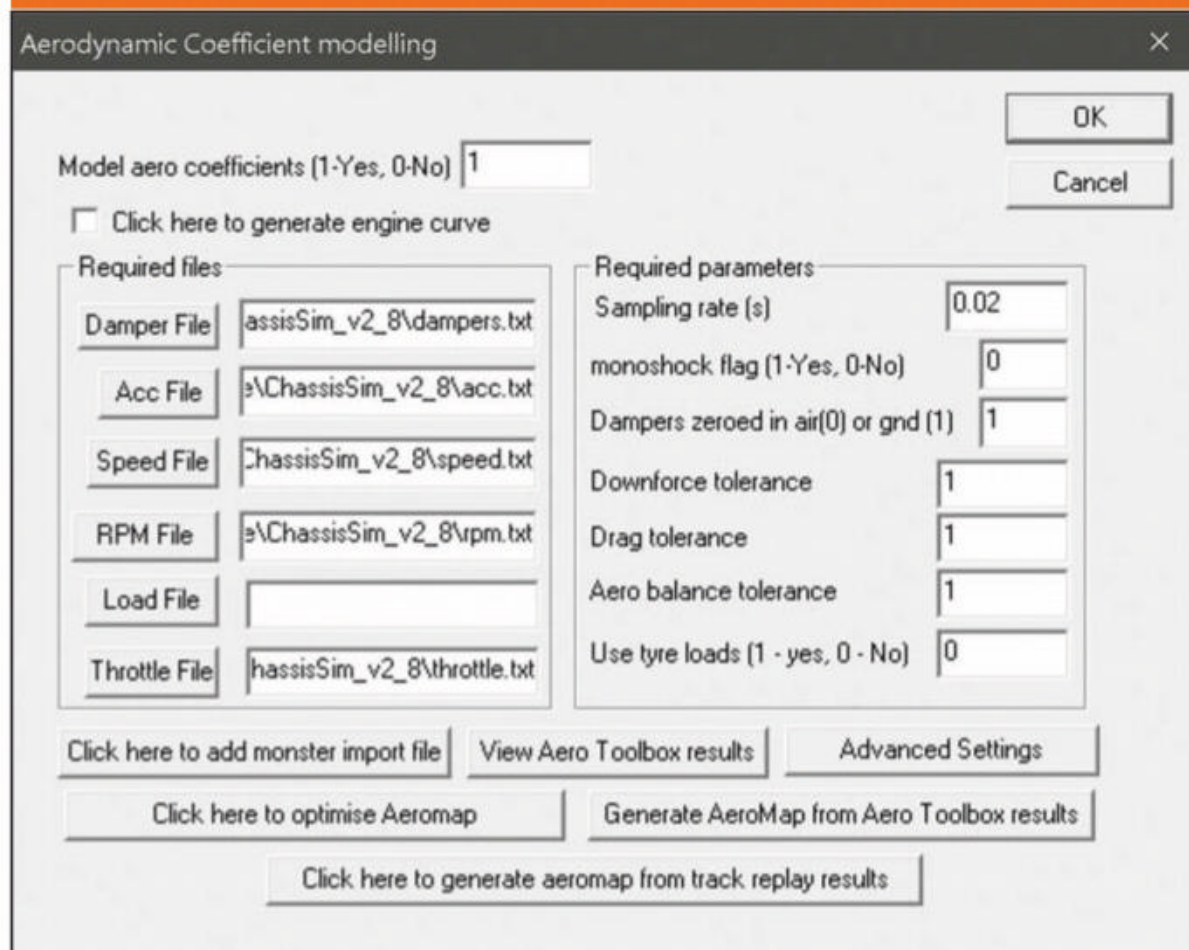 Aerodynamic Coefficient modelling
OK
Model aero coefficients (1-Yes, 0-No) 1
Cancel
Click here to generate engine curve
Required files
Damper File assisSim_v2_8\dampers.txt
Acc File e\ChassisSim_v2_8\acc.txt
Speed File ChassisSim_v2_8\speed.txt
RPM File e\ChassisSim_v2_8\rpm.txt
Load File
Throttle File hassisSim_v2_8\throttle.txt
Required parameters
Sampling rate (s) 0.02
monoshock flag (1-Yes, 0-No) 0
Dampers zeroed in air(0) or gnd (1) 1
Downforce tolerance 1
Drag tolerance 1
Aero balance tolerance 1
Use tyre loads (1 - yes, 0 - No) 0
Click here to add monster import file View Aero Toolbox results Advanced Settings
Click here to optimise Aeromap Generate AeroMap from Aero Toolbox results
Click here to generate aeromap from track replay results